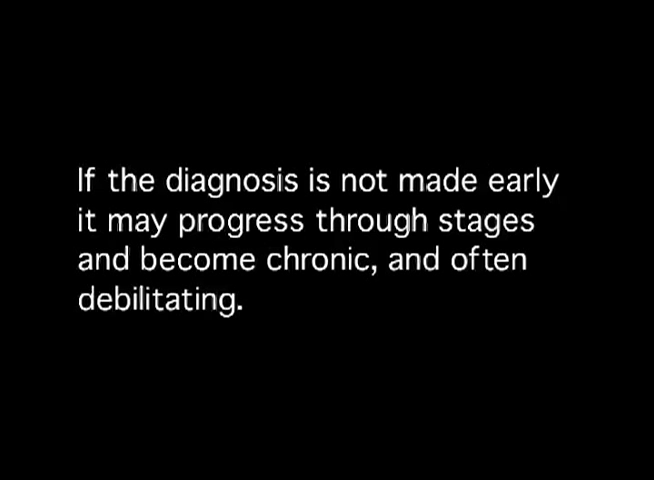 If the diagnosis is not made early
it may progress through stages
and become chronic, and often
debilitating.